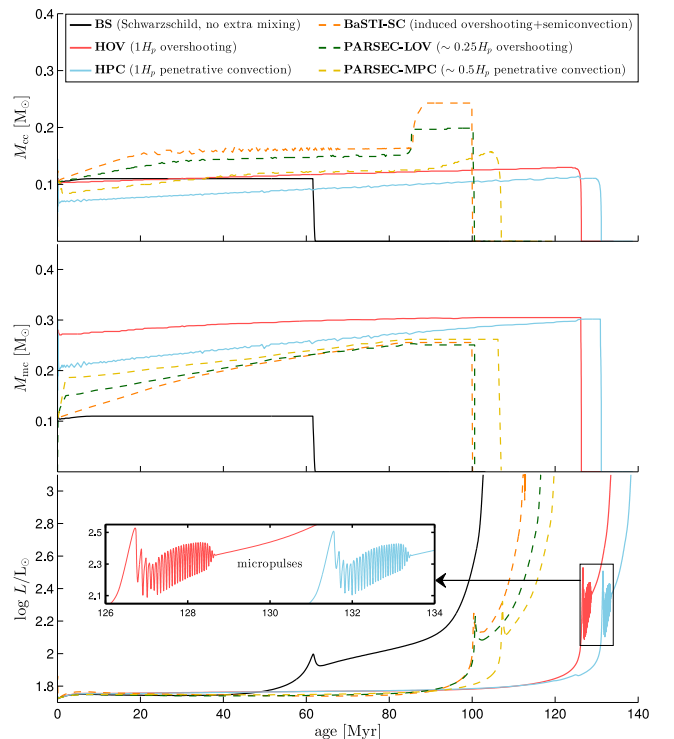 0.4
BS (Schwarzschild, no extra mixing)
BaSTI-SC (induced overshooting+semiconvection)
HOV (1Hₚ overshooting)
PARSEC-LOV (∼ 0.25Hₚ overshooting)
HPC (1Hₚ penetrative convection)
PARSEC-MPC (∼ 0.5Hₚ penetrative convection)
0.3
0.2
0.1
M_cc [M⊙]
0.4
0.3
0.2
0.1
M_mc [M⊙]
3
2.8
2.6
2.4
2.2
2
1.8
log L/L⊙
2.5
2.3
2.1
micropulses
126
128
130
132
134
0
20
40
60
80
100
120
140
age [Myr]